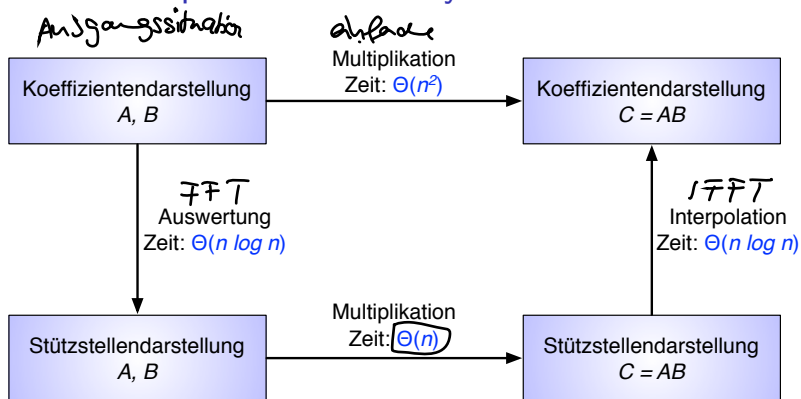 Ausgangssituation
einfache
Multiplikation
Zeit: Θ(n²)
Koeffizientendarstellung
A, B
Koeffizientendarstellung
C = AB
FFT
Auswertung
Zeit: Θ(n log n)
IFFT
Interpolation
Zeit: Θ(n log n)
Multiplikation
Zeit: Θ(n)
Stützstellendarstellung
A, B
Stützstellendarstellung
C = AB